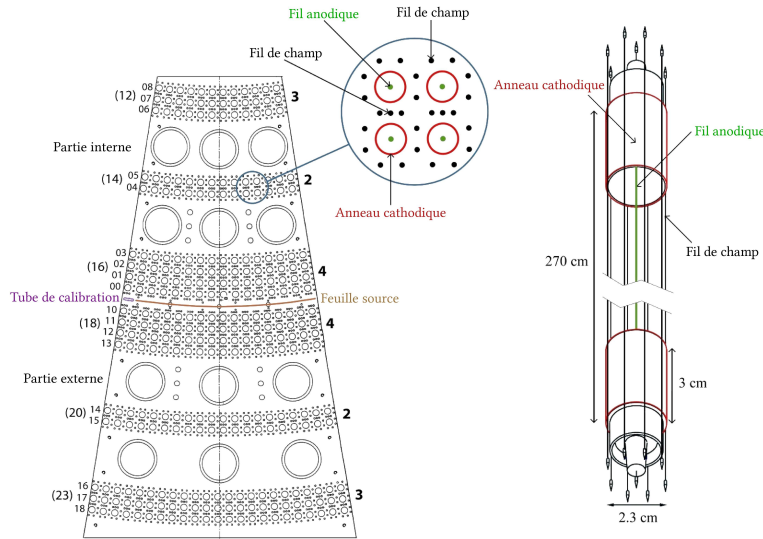 Fil anodique
Fil de champ
Fil de champ
Anneau cathodique
08
(12) 07
06
3
Partie interne
(14) 05
04
2
03
(16) 02
01
00
4
Tube de calibration
Feuille source
10
(18) 11
12
13
4
Partie externe
(20) 14
15
2
16
(23) 17
18
3
Anneau cathodique
Fil anodique
Fil de champ
270 cm
3 cm
2.3 cm